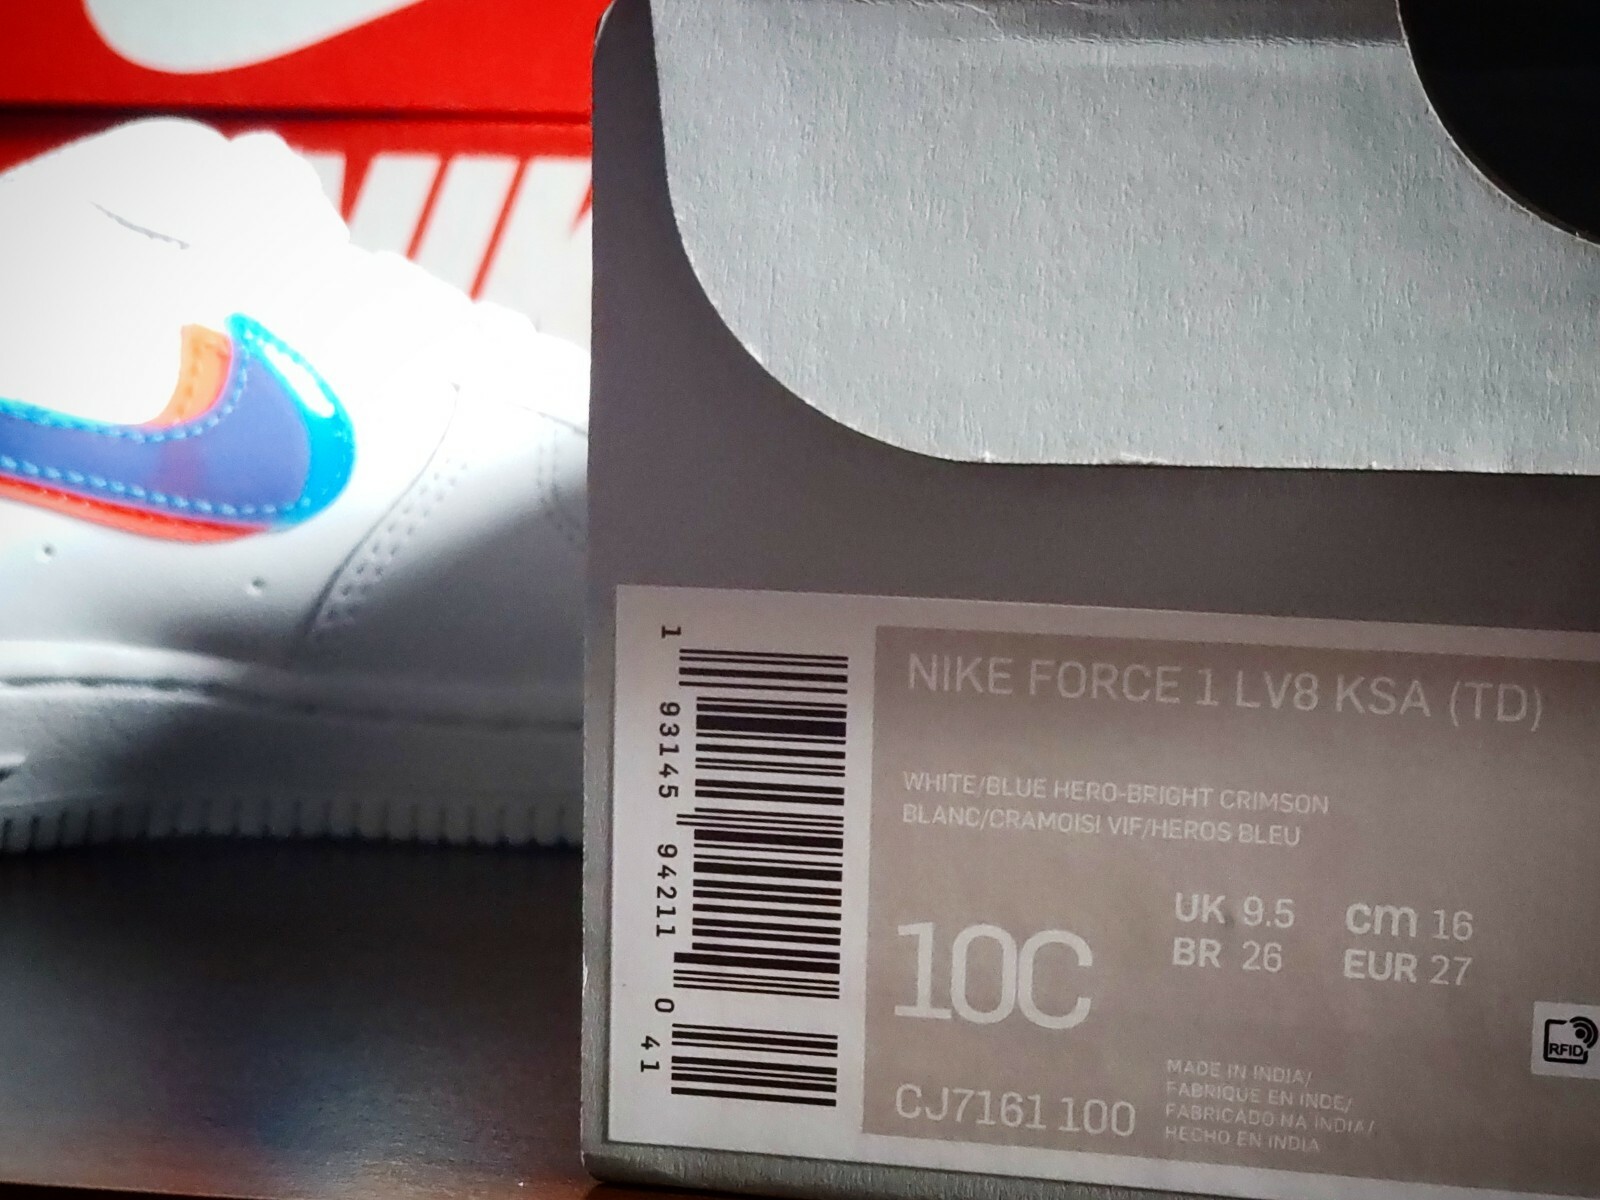 NIKE
NIKE FORCE 1 LV8 KSA (TD)
WHITE/BLUE HERO-BRIGHT CRIMSON
BLANC/CRAMOISI VIF/HEROS BLEU
10C
UK 9.5 cm 16
BR 26 EUR 27
CJ7161 100
MADE IN INDIA/
FABRIQUE EN INDE/
FABRICADO NA INDIA/
HECHO EN INDIA
RFID
1 93145 94211 0 41